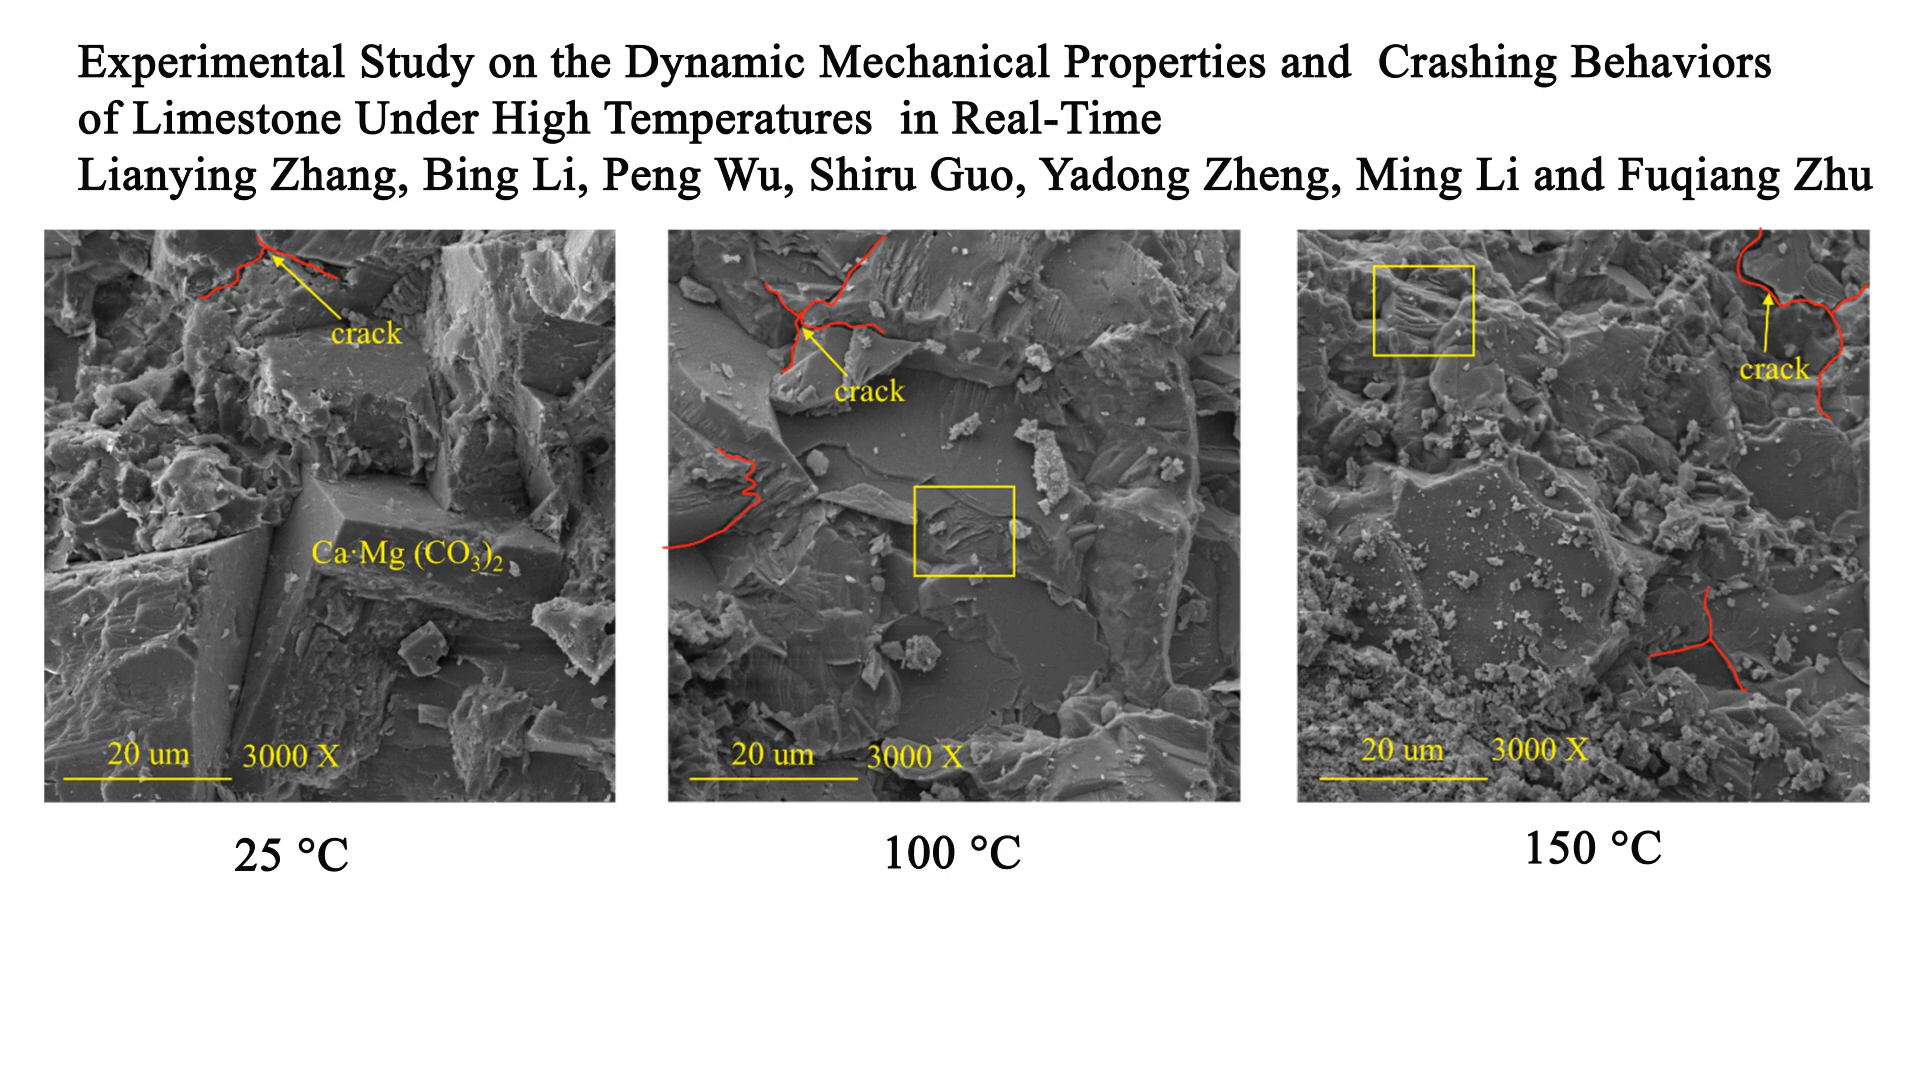 Experimental Study on the Dynamic Mechanical Properties and  Crashing Behaviors
of Limestone Under High Temperatures  in Real-Time
Lianying Zhang, Bing Li, Peng Wu, Shiru Guo, Yadong Zheng, Ming Li and Fuqiang Zhu
crack
Ca·Mg (CO₃)₂
20 um 3000 X
25 °C
crack
20 um 3000 X
100 °C
crack
20 um 3000 X
150 °C